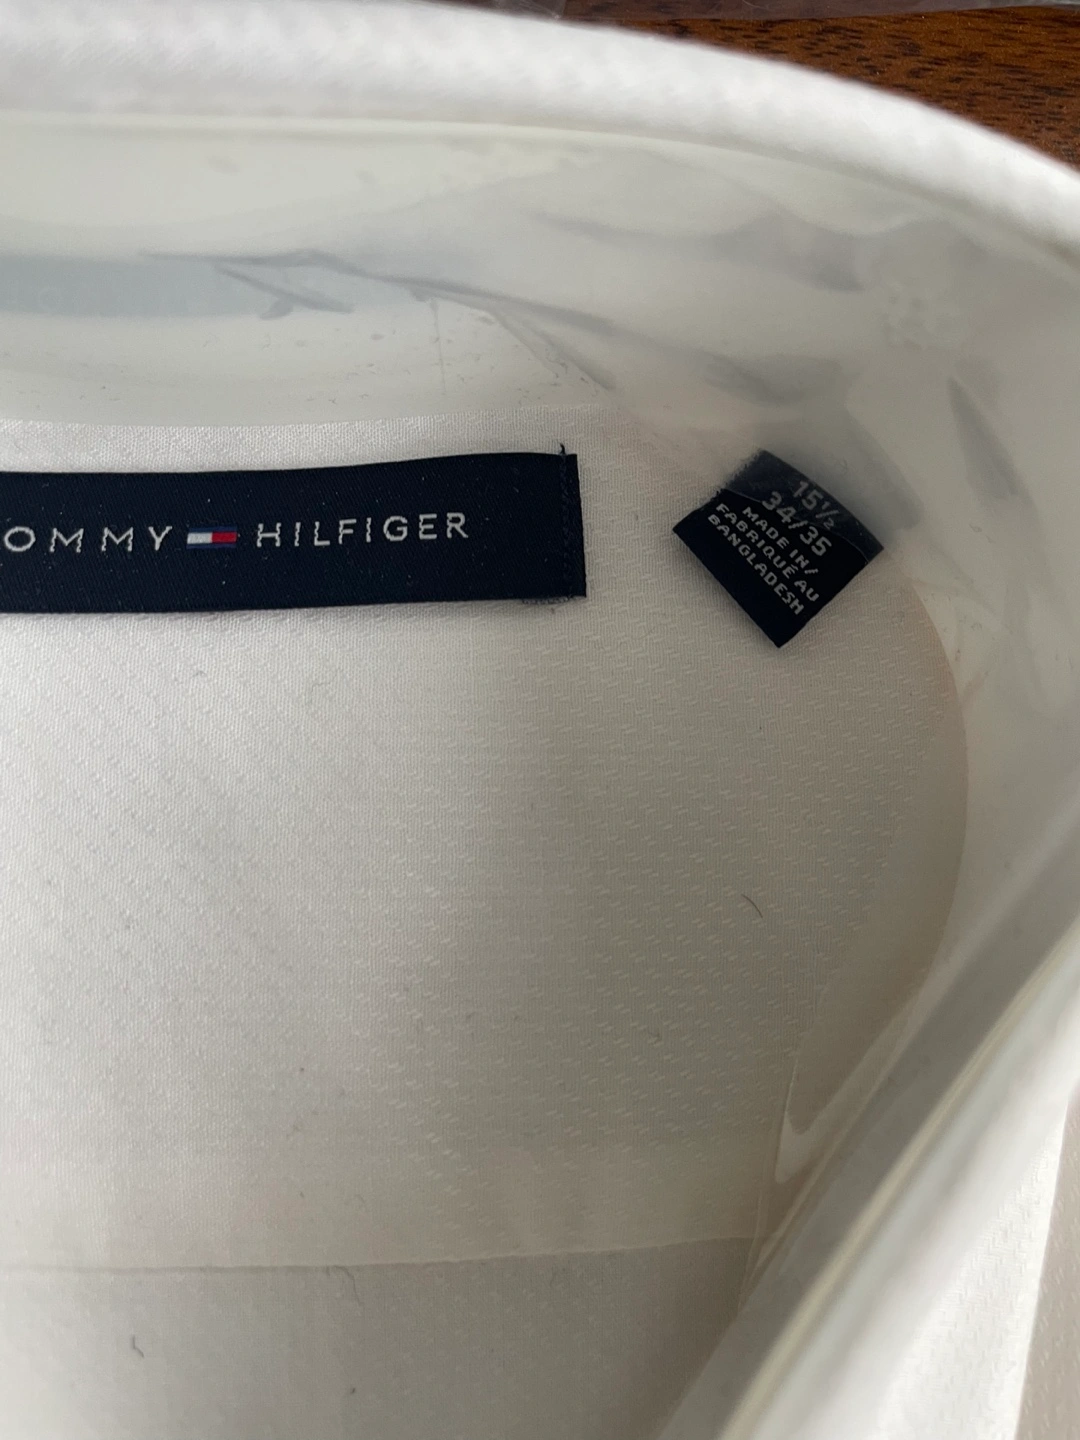 OMMY HILFIGER
15½
34/35
MADE IN/
FABRIQUÉ AU
BANGLADESH